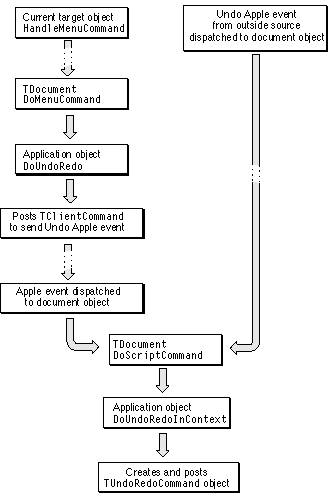 Current target object
HandleMenuCommand
Undo Apple event
from outside source
dispatched to document object
TDocument
DoMenuCommand
Application object
DoUndoRedo
Posts TClientCommand
to send Undo Apple event
Apple event dispatched
to document object
TDocument
DoScriptCommand
Application object
DoUndoRedoInContext
Creates and posts
TUndoRedoCommand object